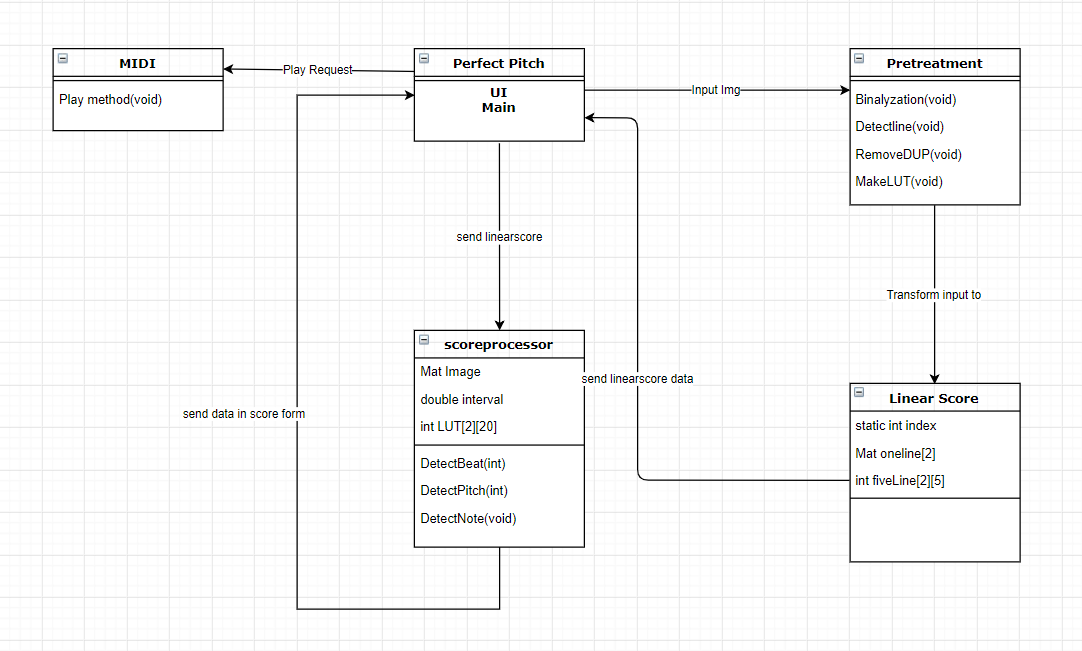 MIDI
Play method(void)
Play Request
Perfect Pitch
UI
Main
Input Img
Pretreatment
Binalyzation(void)
Detectline(void)
RemoveDUP(void)
MakeLUT(void)
send linearscore
Transform input to
scoreprocessor
Mat Image
double interval
int LUT[2][20]
DetectBeat(int)
DetectPitch(int)
DetectNote(void)
send linearscore data
send data in score form
Linear Score
static int index
Mat oneline[2]
int fiveLine[2][5]